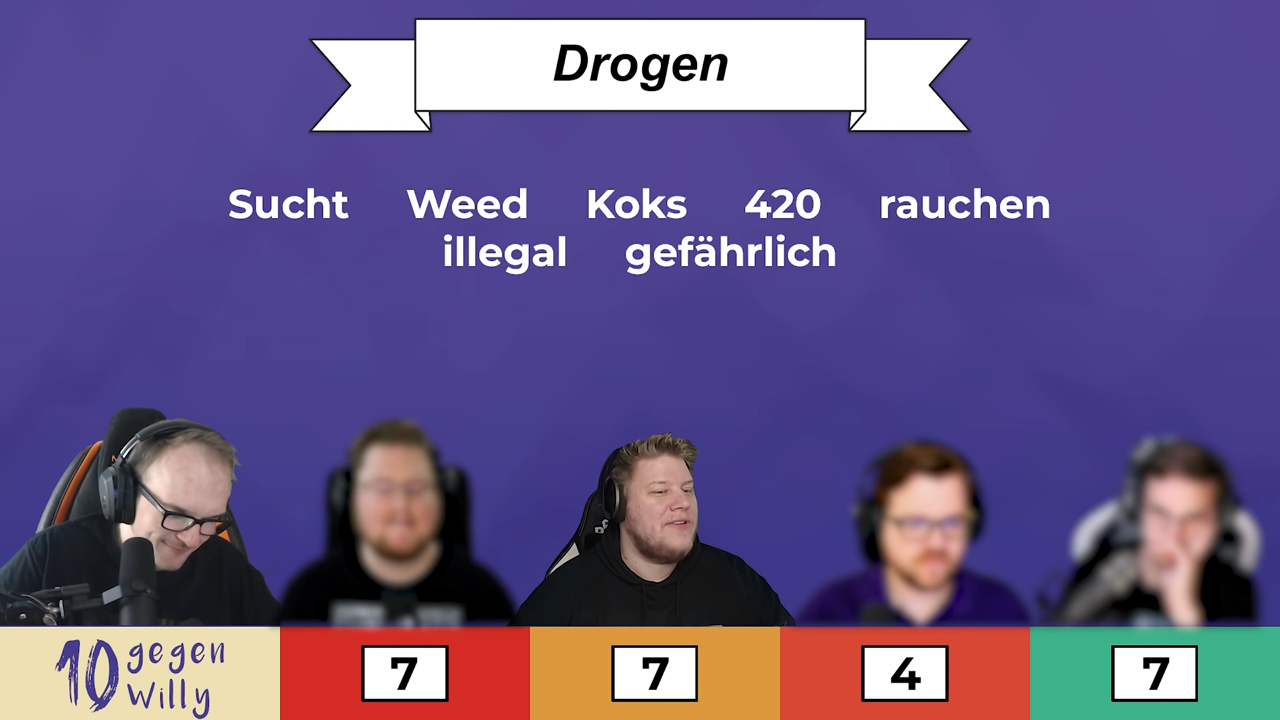 Drogen
Sucht Weed Koks 420 rauchen
illegal gefährlich
10 gegen
Willy
7 7 4 7